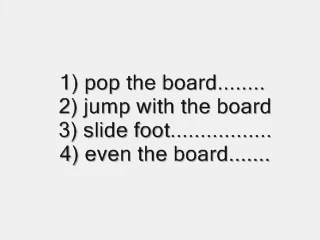 1) pop the board........
2) jump with the board
3) slide foot.................
4) even the board.......